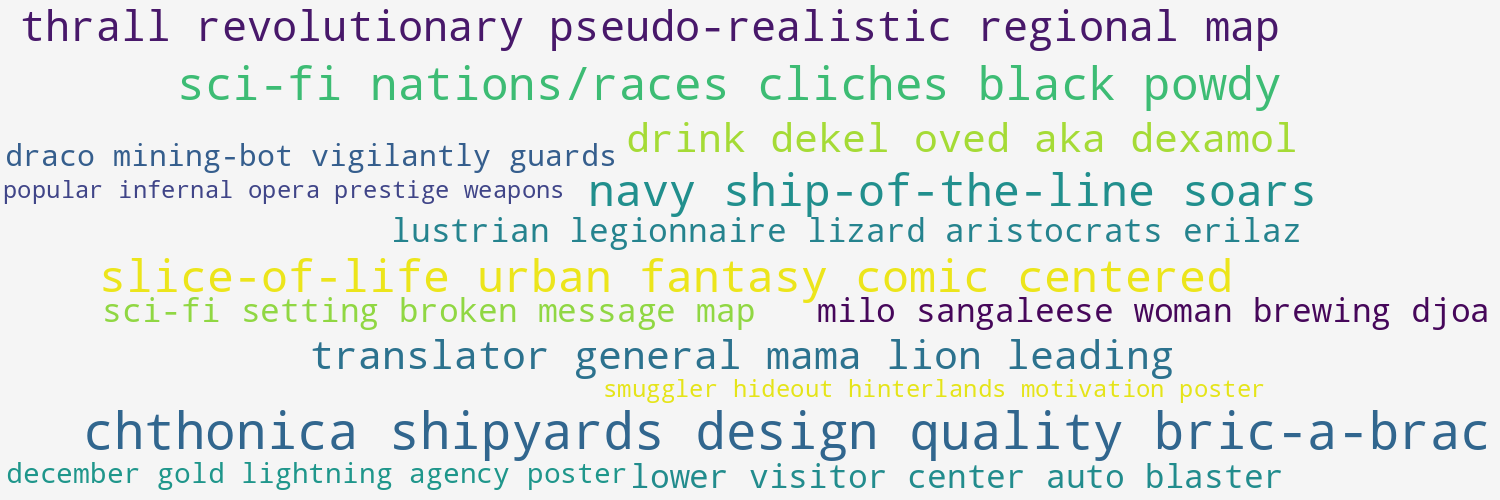 thrall revolutionary pseudo-realistic regional map
sci-fi nations/races cliches black powdy
drink dekel oved aka dexamol
draco mining-bot vigilantly guards
popular infernal opera prestige weapons
navy ship-of-the-line soars
lustrian legionnaire lizard aristocrats erilaz
slice-of-life urban fantasy comic centered
sci-fi setting broken message map
milo sangaleese woman brewing djoa
translator general mama lion leading
smuggler hideout hinterlands motivation poster
chthonica shipyards design quality bric-a-brac
december gold lightning agency poster
lower visitor center auto blaster